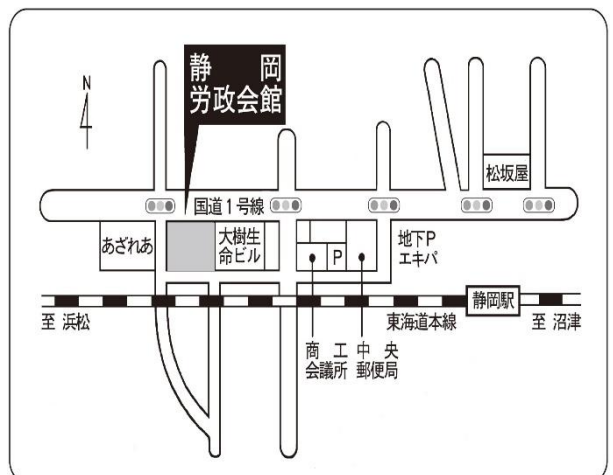 静 岡
労政会館
N
松坂屋
国道1号線
あざれあ
大樹生
命ビル
P
地下P
エキパ
静岡駅
至 浜松
東海道本線
至 沼津
商 工
会議所
中 央
郵便局